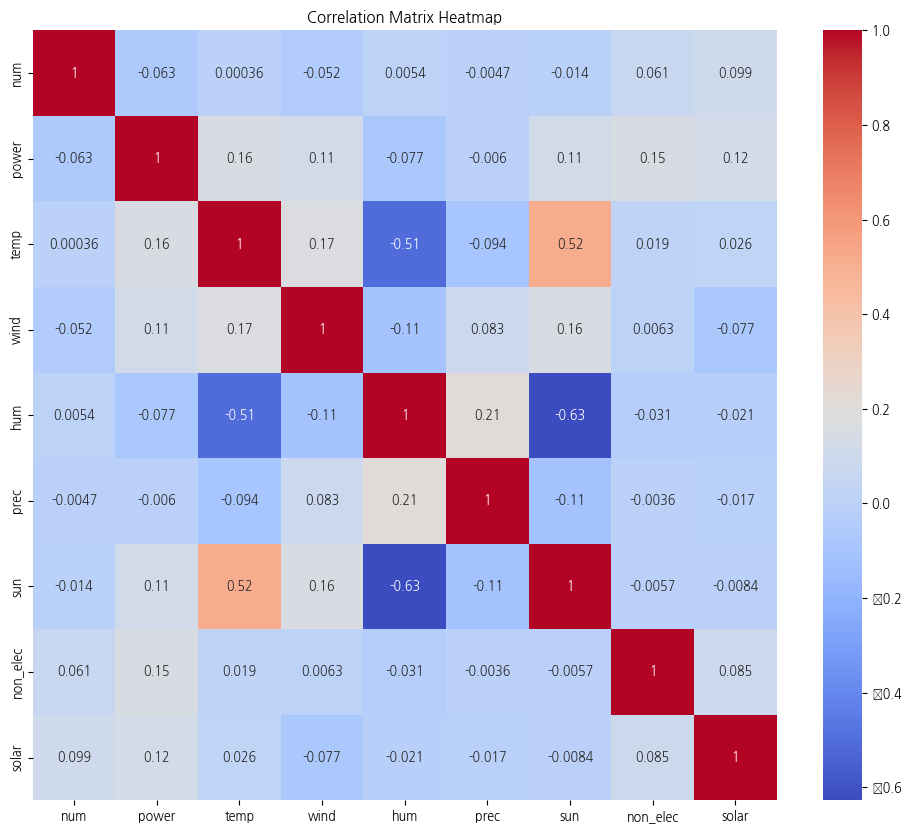 Correlation Matrix Heatmap
num 1 -0.063 0.00036 -0.052 0.0054 -0.0047 -0.014 0.061 0.099
power -0.063 1 0.16 0.11 -0.077 -0.006 0.11 0.15 0.12
temp 0.00036 0.16 1 0.17 -0.51 -0.094 0.52 0.019 0.026
wind -0.052 0.11 0.17 1 -0.11 0.083 0.16 0.0063 -0.077
hum 0.0054 -0.077 -0.51 -0.11 1 0.21 -0.63 -0.031 -0.021
prec -0.0047 -0.006 -0.094 0.083 0.21 1 -0.11 -0.0036 -0.017
sun -0.014 0.11 0.52 0.16 -0.63 -0.11 1 -0.0057 -0.0084
non_elec 0.061 0.15 0.019 0.0063 -0.031 -0.0036 -0.0057 1 0.085
solar 0.099 0.12 0.026 -0.077 -0.021 -0.017 -0.0084 0.085 1
num power temp wind hum prec sun non_elec solar
1.0
0.8
0.6
0.4
0.2
0.0
0.2
0.6
0.4